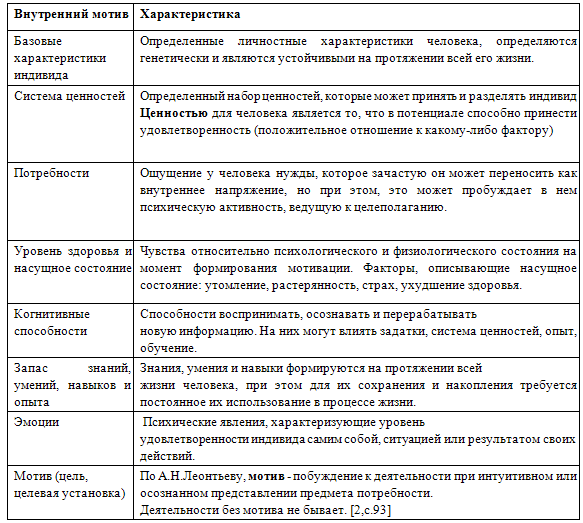 Внутренний мотив Характеристика
Базовые
характеристики
индивида
Определенные личностные характеристики человека, определяются
генетически и являются устойчивыми на протяжении всей его жизни.
Система ценностей
Определенный набор ценностей, которые может принять и разделять индивид
Ценностью для человека является то, что в потенциале способно принести
удовлетворенность (положительное отношение к какому-либо фактору)
Потребности
Ощущение у человека нужды, которое зачастую он может переносить как
внутреннее напряжение, но при этом, это может пробуждает в нем
психическую активность, ведущую к целеполаганию.
Уровень здоровья и
насущное состояние
Чувства относительно психологического и физиологического состояния на
момент формирования мотивации. Факторы, описывающие насущное
состояние: утомление, растерянность, страх, ухудшение здоровья.
Когнитивные
способности
Способности воспринимать, осознавать и перерабатывать
новую информацию. На них могут влиять задатки, система ценностей, опыт,
обучение.
Запас знаний,
умений, навыков и
опыта
Знания, умения и навыки формируются на протяжении всей
жизни человека, при этом для их сохранения и накопления требуется
постоянное их использование в процессе жизни.
Эмоции
Психические явления, характеризующие уровень
удовлетворенности индивида самим собой, ситуацией или результатом своих
действий.
Мотив (цель,
целевая установка)
По А.Н.Леонтьеву, мотив - побуждение к деятельности при интуитивном или
осознанном представлении предмета потребности.
Деятельности без мотива не бывает. [2,с.93]